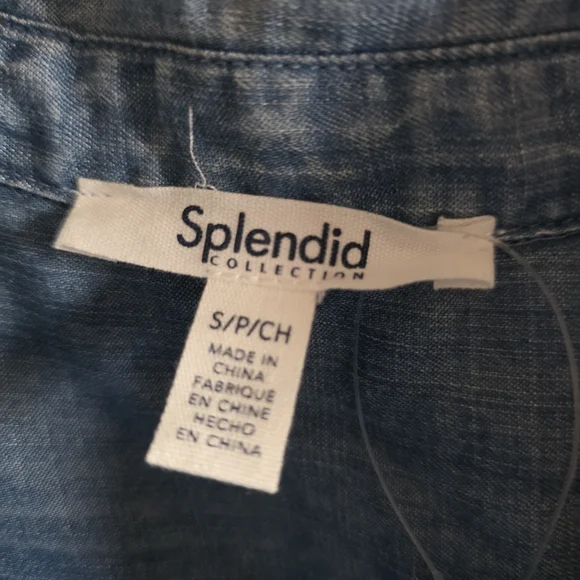 Splendid
COLLECTION
S/P/CH
MADE IN
CHINA
FABRIQUE
EN CHINE
HECHO
EN CHINA